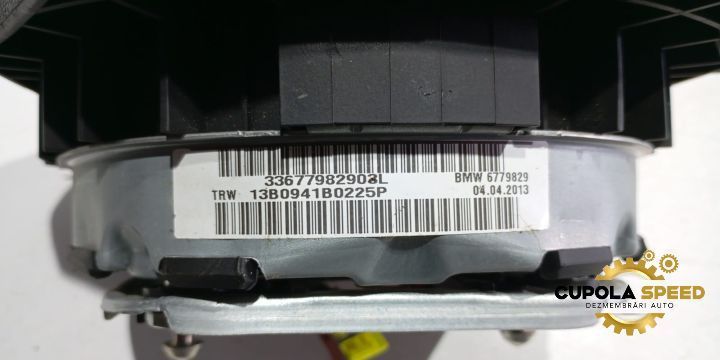 33677982903L
BMW 6779829
TRW 13B0941B0225P
04.04.2013
CUPOLA SPEED
DEZMEMBRĂRI AUTO